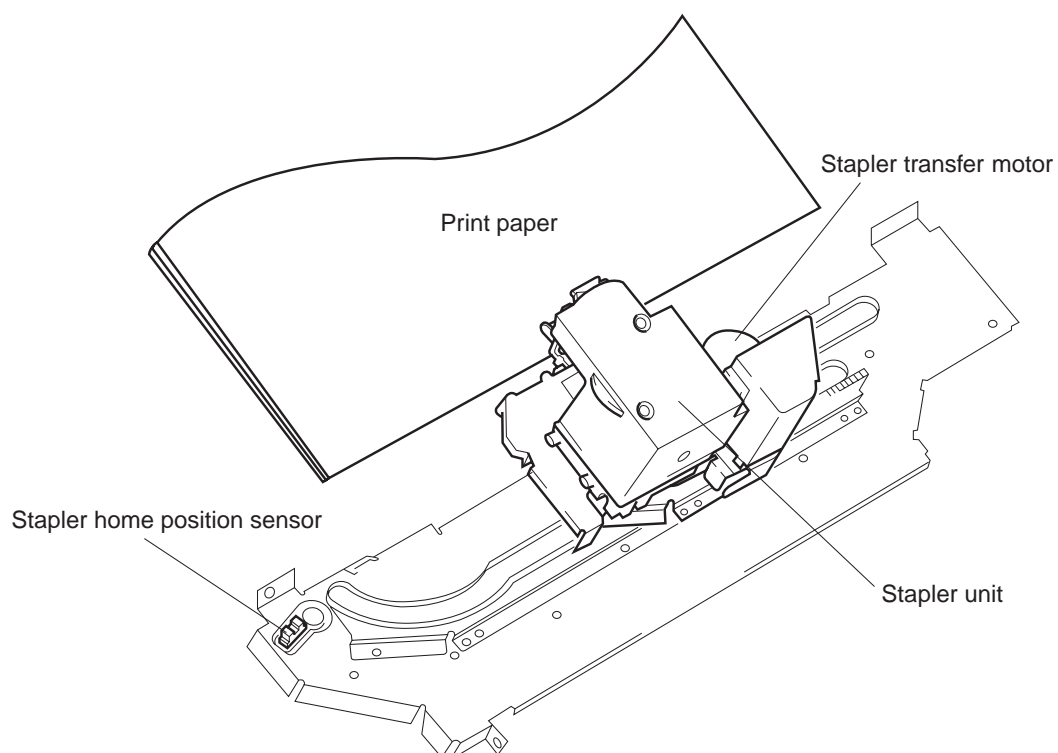 Stapler transfer motor
Print paper
Stapler home position sensor
Stapler unit